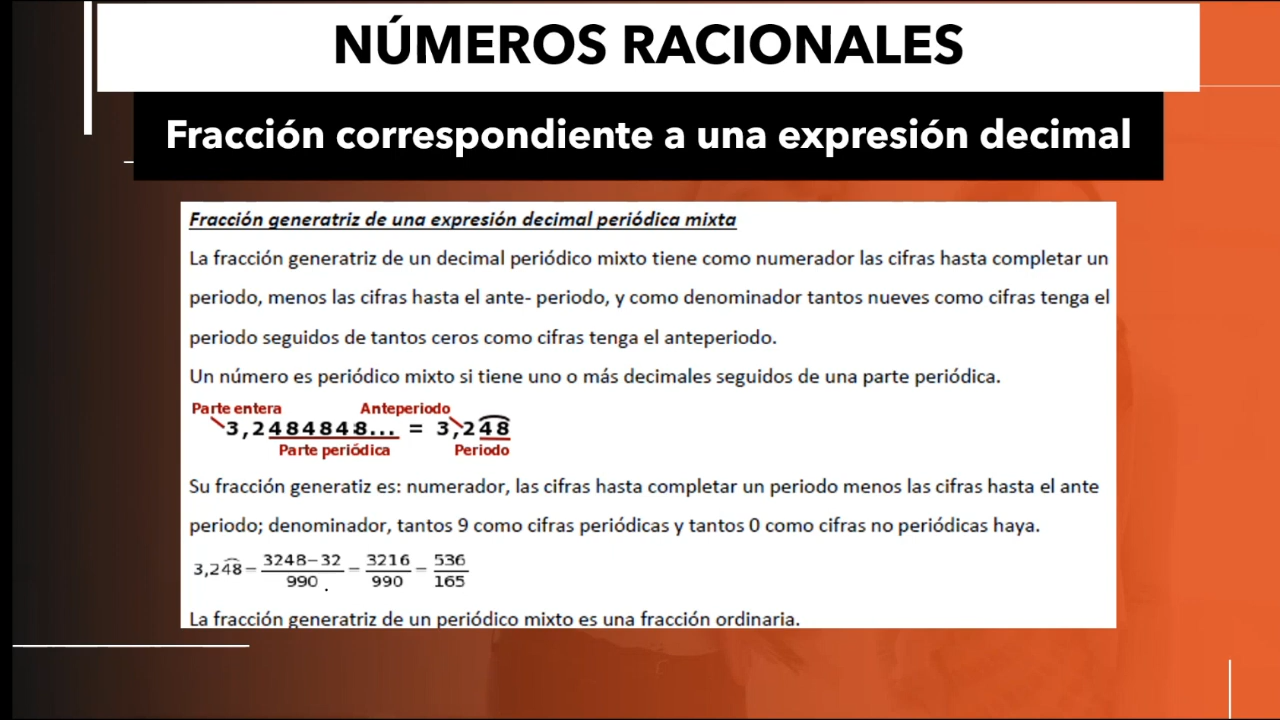 NÚMEROS RACIONALES
Fracción correspondiente a una expresión decimal
Fracción generatriz de una expresión decimal periódica mixta
La fracción generatriz de un decimal periódico mixto tiene como numerador las cifras hasta completar un
periodo, menos las cifras hasta el ante- periodo, y como denominador tantos nueves como cifras tenga el
periodo seguidos de tantos ceros como cifras tenga el anteperiodo.
Un número es periódico mixto si tiene uno o más decimales seguidos de una parte periódica.
Parte entera Anteperiodo
3,2484848... = 3,248
Parte periódica Periodo
Su fracción generatiz es: numerador, las cifras hasta completar un periodo menos las cifras hasta el ante
periodo; denominador, tantos 9 como cifras periódicas y tantos 0 como cifras no periódicas haya.
3,248 = 3248-32/990 = 3216/990 = 536/165
La fracción generatriz de un periódico mixto es una fracción ordinaria.